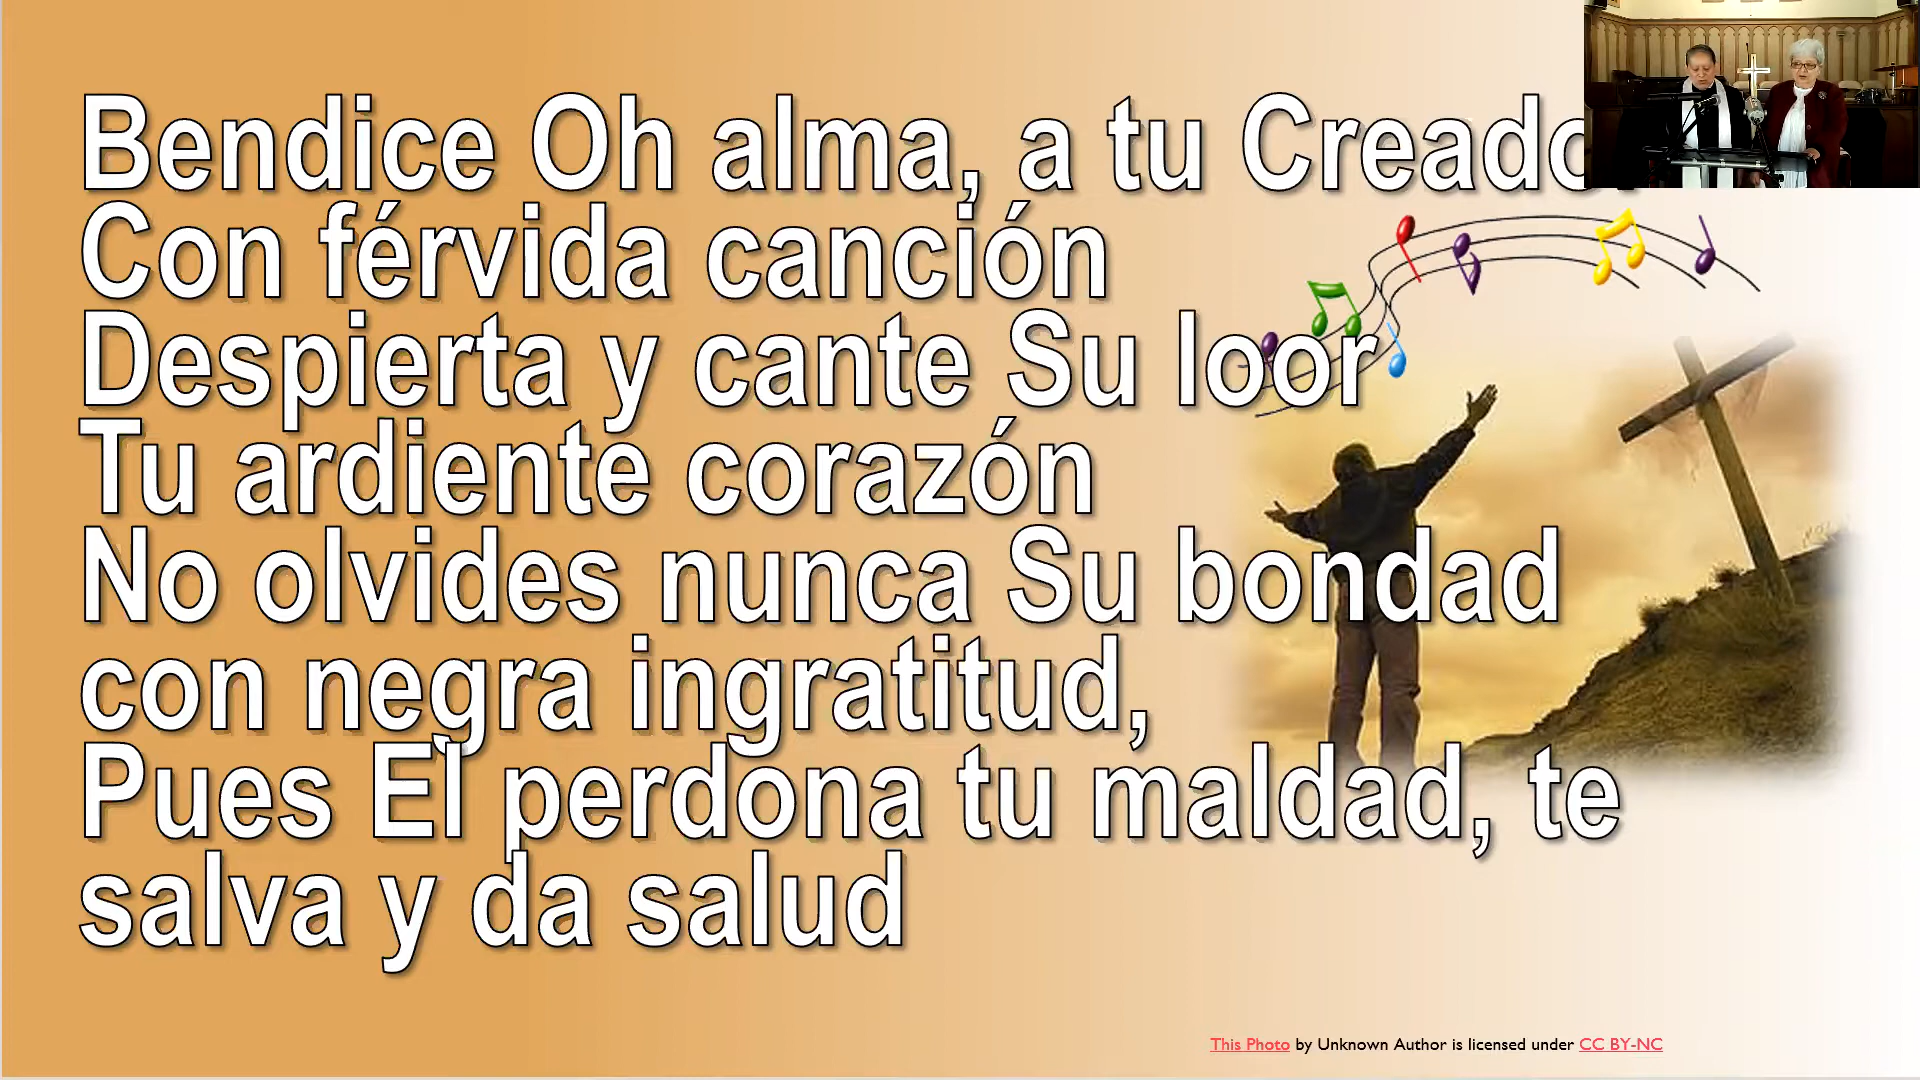 Bendice Oh alma, a tu Creado
Con férvida canción
Despierta y cante Su loor
Tu ardiente corazón
No olvides nunca Su bondad
con negra ingratitud,
Pues El perdona tu maldad, te
salva y da salud
This Photo by Unknown Author is licensed under CC BY-NC